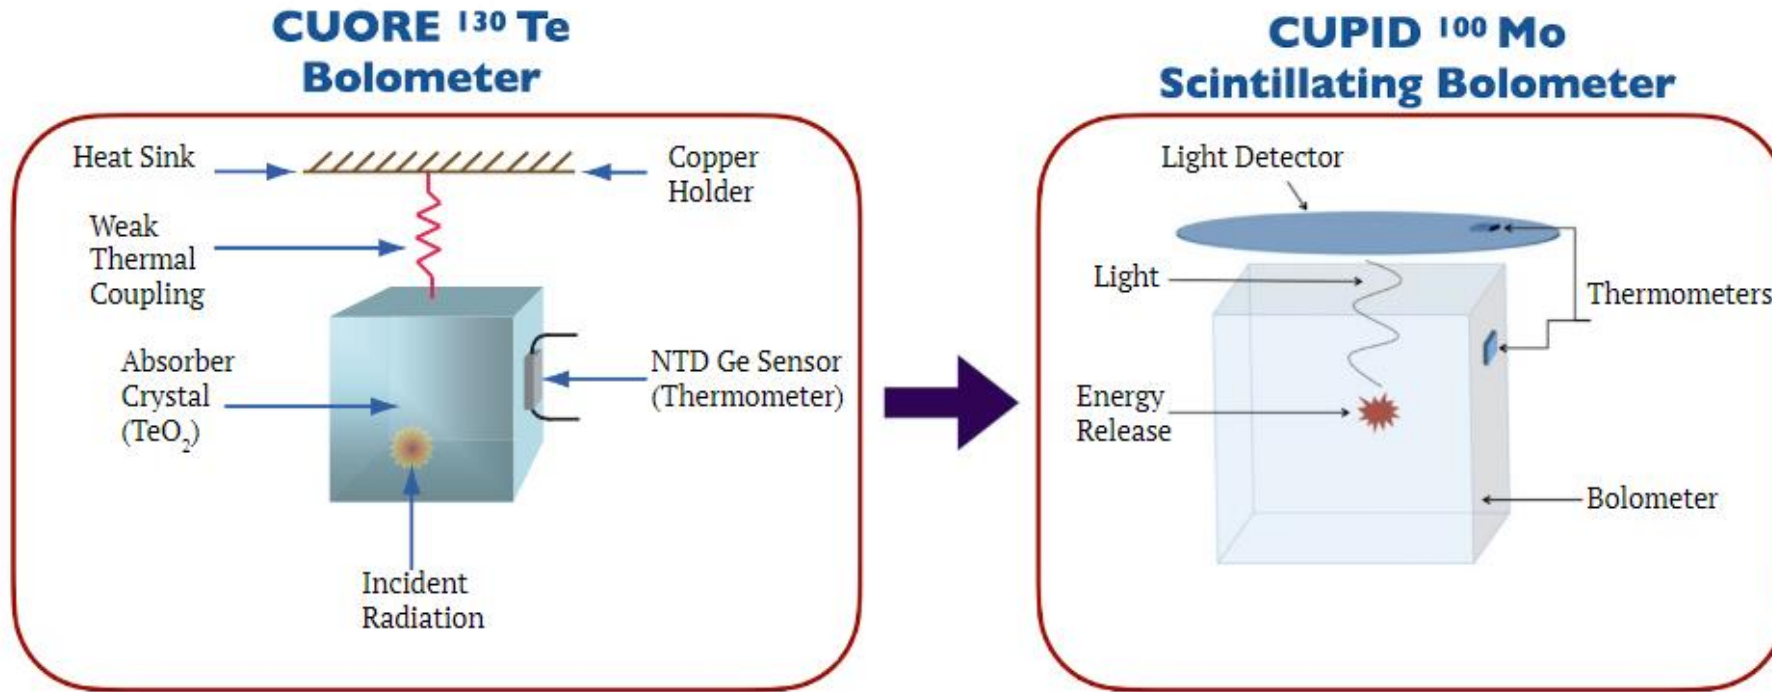 CUORE ¹³⁰ Te
Bolometer
Heat Sink
Copper
Holder
Weak
Thermal
Coupling
Absorber
Crystal
(TeO₂)
NTD Ge Sensor
(Thermometer)
Incident
Radiation
CUPID ¹⁰⁰ Mo
Scintillating Bolometer
Light Detector
Light
Thermometers
Energy
Release
Bolometer